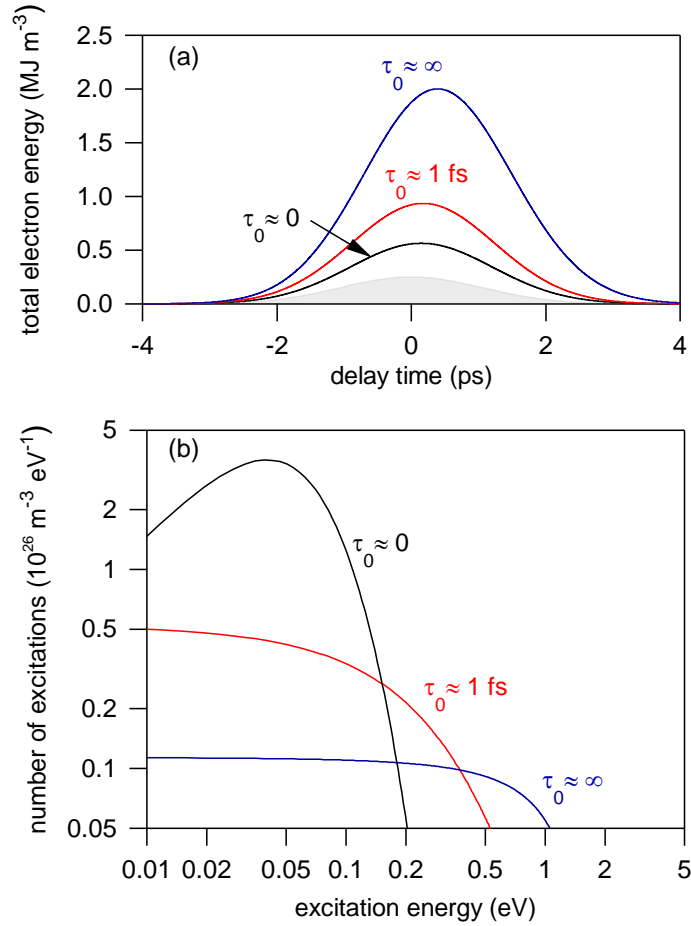 (a)
total electron energy (MJ m⁻³)
2.5
2.0
1.5
1.0
0.5
0.0
τ₀≈ ∞
τ₀≈ 1 fs
τ₀≈ 0
-4
-2
0
2
4
delay time (ps)
(b)
number of excitations (10²⁶ m⁻³ eV⁻¹)
5
2
1
0.5
0.2
0.1
0.05
τ₀≈ 0
τ₀≈ 1 fs
τ₀≈ ∞
0.01
0.02
0.05
0.1
0.2
0.5
1
2
5
excitation energy (eV)